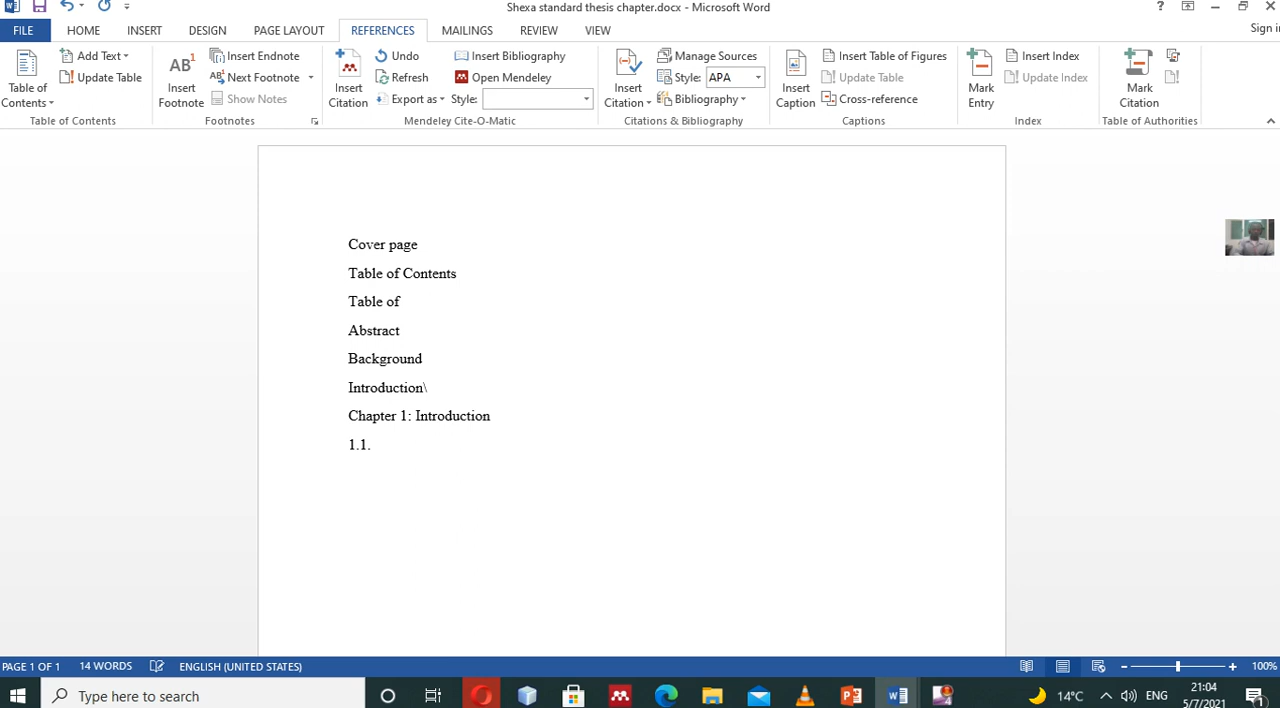 Shexa standard thesis chapter.docx - Microsoft Word
?
FILE HOME INSERT DESIGN PAGE LAYOUT REFERENCES MAILINGS REVIEW VIEW Sign in
Table of Contents
Add Text
Update Table
Table of Contents
AB1
Insert Footnote
Insert Endnote
AB1 Next Footnote
Show Notes
Footnotes
Insert Citation
Undo
Refresh
Export as
Insert Bibliography
Open Mendeley
Style:
Mendeley Cite-O-Matic
Insert Citation
Manage Sources
Style: APA
Bibliography
Citations & Bibliography
Insert Caption
Insert Table of Figures
Update Table
Cross-reference
Captions
Mark Entry
Insert Index
Update Index
Index
Mark Citation
Table of Authorities
Cover page
Table of Contents
Table of
Abstract
Background
Introduction\
Chapter 1: Introduction
1.1.
PAGE 1 OF 1 14 WORDS ENGLISH (UNITED STATES) 100%
Type here to search
14°C ENG 21:04
5/7/2021